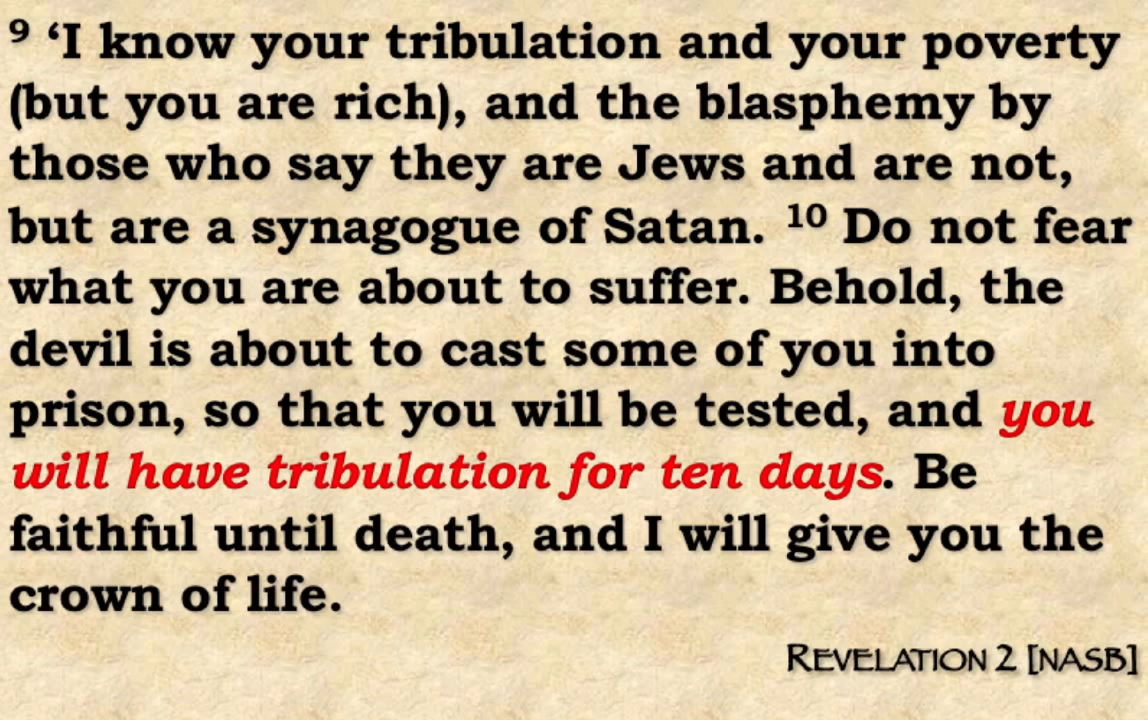 ⁹ ‘I know your tribulation and your poverty
(but you are rich), and the blasphemy by
those who say they are Jews and are not,
but are a synagogue of Satan. ¹⁰ Do not fear
what you are about to suffer. Behold, the
devil is about to cast some of you into
prison, so that you will be tested, and you
will have tribulation for ten days. Be
faithful until death, and I will give you the
crown of life.
REVELATION 2 [NASB]